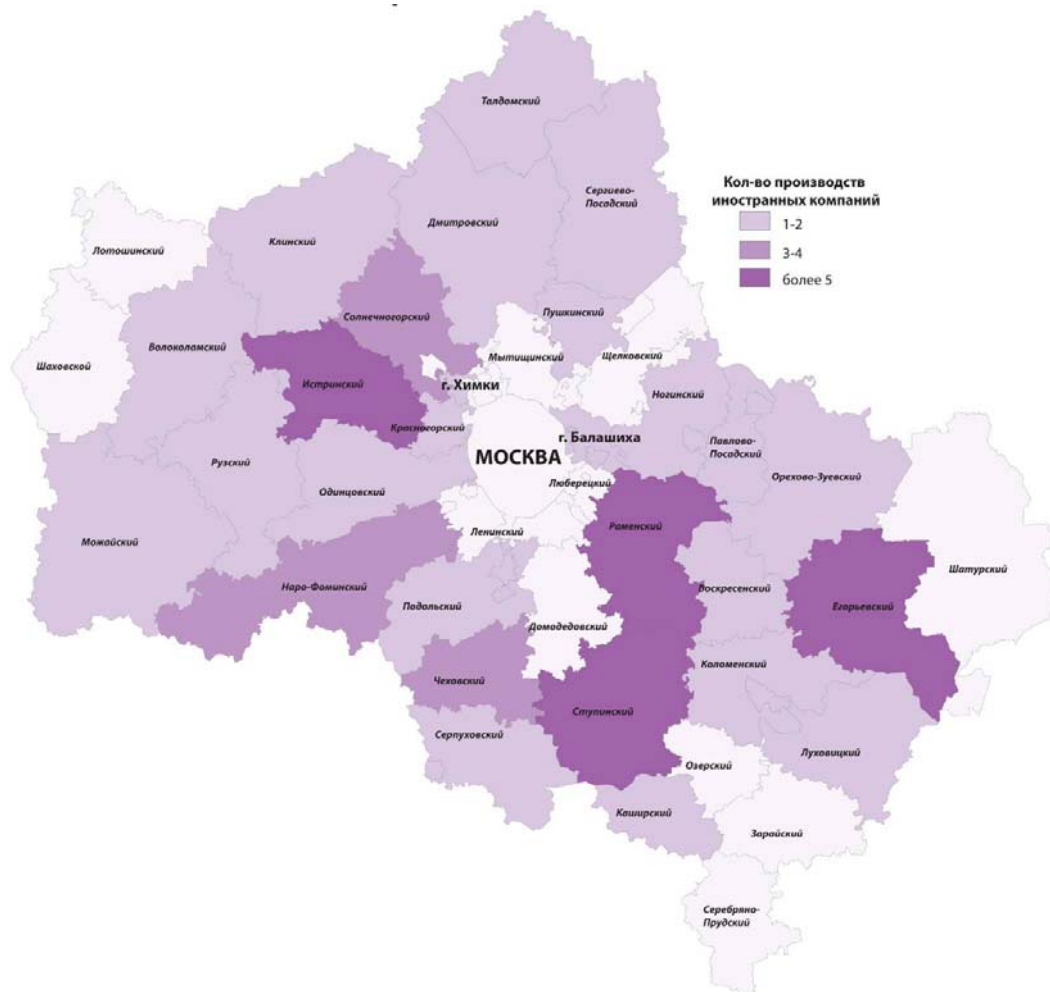 Талдомский
Сергиево-
Посадский
Кол-во производств
иностранных компаний
1-2
3-4
более 5
Дмитровский
Клинский
Лотошинский
Солнечногорский
Пушкинский
Волоколамский
Мытищинский
Щелковский
Шаховской
Истринский
г. Химки
Ногинский
Красногорский
г. Балашиха
Павлово-
Посадский
МОСКВА
Рузский
Люберецкий
Орехово-Зуевский
Одинцовский
Раменский
Ленинский
Можайский
Шатурский
Наро-Фоминский
Воскресенский
Подольский
Егорьевский
Домодедовский
Коломенский
Чеховский
Ступинский
Серпуховский
Луховицкий
Озерский
Каширский
Зарайский
Серебряно-
Прудский